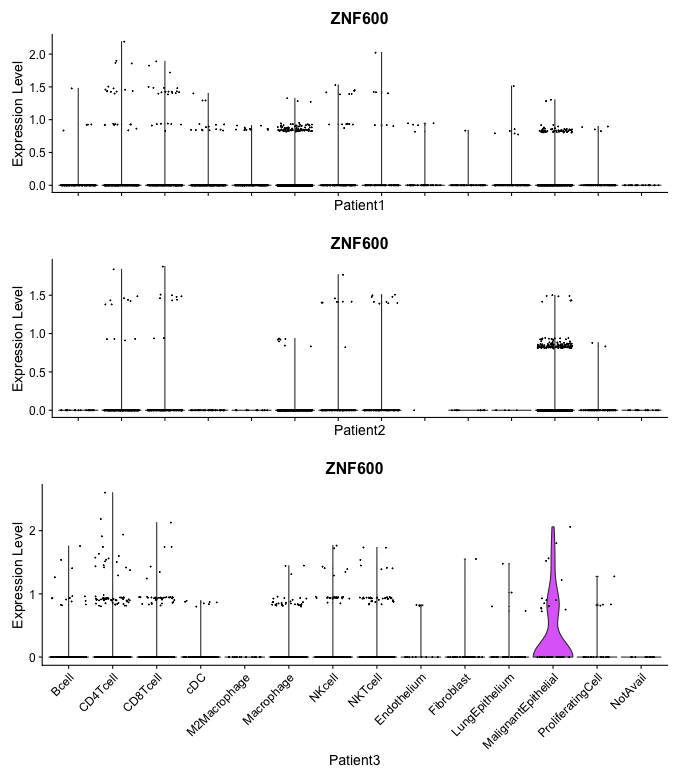 ZNF600
Expression Level
2.0
1.5
1.0
0.5
0.0
Patient1
ZNF600
Expression Level
1.5
1.0
0.5
0.0
Patient2
ZNF600
Expression Level
2
1
0
Bcell
CD4Tcell
CD8Tcell
cDC
M2Macrophage
Macrophage
NKcell
NKTcell
Endothelium
Fibroblast
LungEpithelium
MalignantEpithelial
ProliferatingCell
NotAvail
Patient3